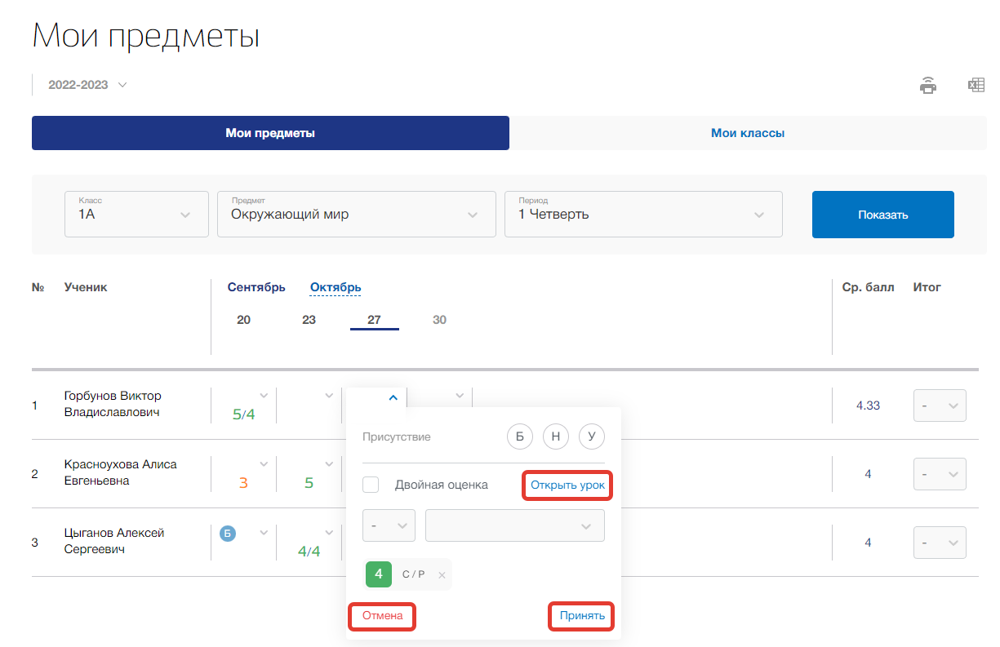 Мои предметы
2022-2023
Мои предметы Мои классы
Класс Предмет Период
1А Окружающий мир 1 Четверть Показать
№ Ученик Сентябрь Октябрь Ср. балл Итог
20 23 27 30
1 Горбунов Виктор Владиславлович 5/4 4.33 -
Присутствие Б Н У
2 Красноухова Алиса Евгеньевна 3 5 4 -
Двойная оценка Открыть урок
-
3 Цыганов Алексей Сергеевич Б 4/4 4 -
4 С / Р ×
Отмена Принять